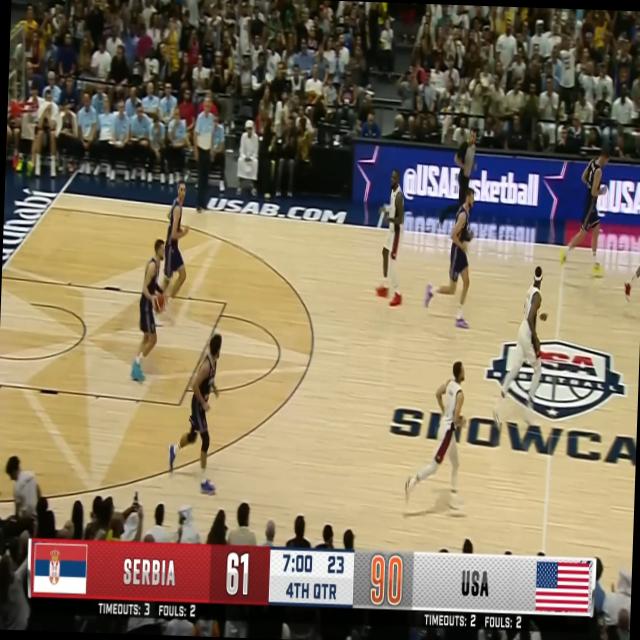 @USABasketball
@USAB
USAB.COM
USA
SHOWCA
SERBIA 61 7:00 23 4TH QTR 90 USA
TIMEOUTS: 3 FOULS: 2
TIMEOUTS: 2 FOULS: 2